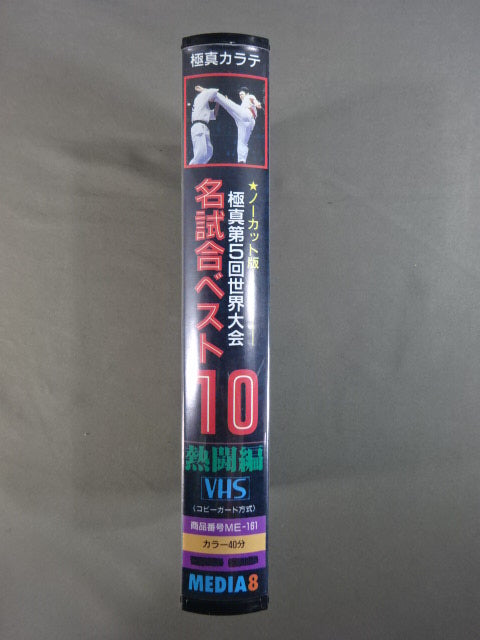 極真カラテ
★ノーカット版
極真第5回世界大会
名試合ベスト10
熱闘編
VHS
(コピーガード方式)
商品番号ME-161
カラー40分
MEDIA8